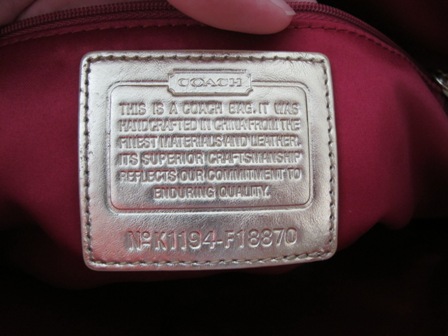 COACH
THIS IS A COACH BAG. IT WAS
HANDCRAFTED IN CHINA FROM THE
FINEST MATERIALS AND LEATHER.
ITS SUPERIOR CRAFTSMANSHIP
REFLECTS OUR COMMITMENT TO
ENDURING QUALITY.
No K1194-F18870